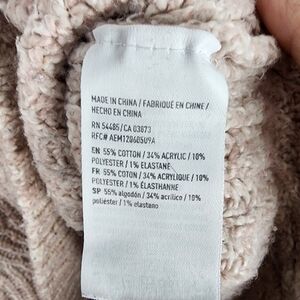 MADE IN CHINA / FABRIQUÉ EN CHINE /
HECHO EN CHINA
RN 54485/CA 03873
RFC# AEM1206050J9A
EN 55% COTTON / 34% ACRYLIC / 10%
POLYESTER / 1% ELASTANE
FR 55% COTON / 34% ACRYLIQUE / 10%
POLYESTER / 1% ÉLASTHANNE
SP 55% algodón / 34% acrílico / 10%
poliéster / 1% elastano